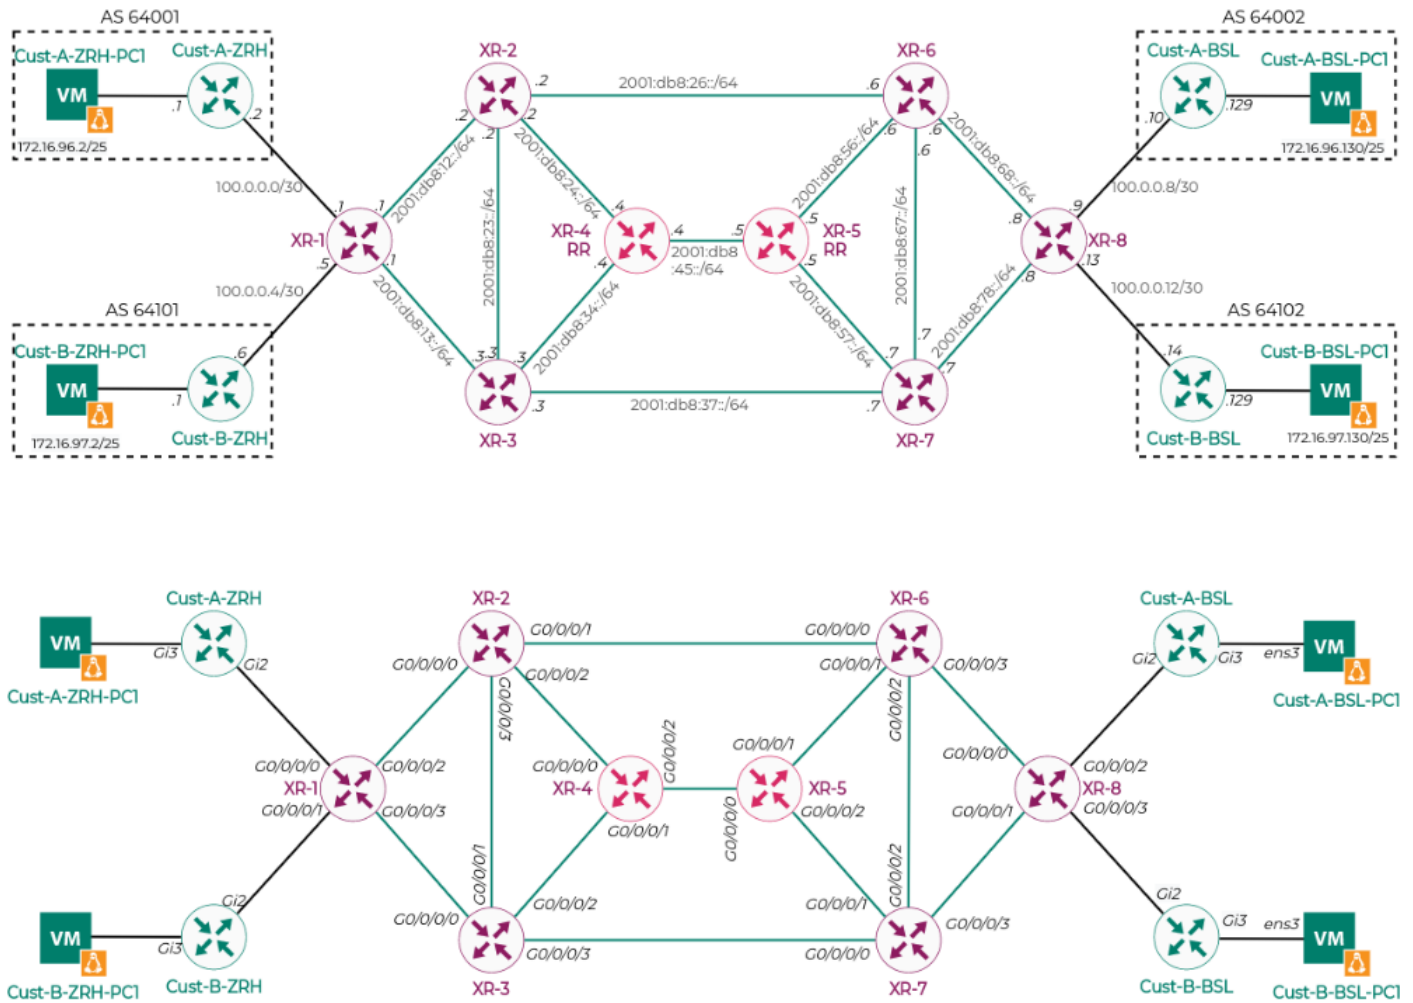 AS 64001
AS 64002
Cust-A-ZRH-PC1
Cust-A-ZRH
XR-2
XR-6
Cust-A-BSL
Cust-A-BSL-PC1
VM
.1
.2
172.16.96.2/25
.2
2001:db8:26::/64
.6
.2
.2
.2
.6
.6
.6
.10
.129
VM
172.16.96.130/25
100.0.0.0/30
2001:db8:12::/64
2001:db8:24::/64
2001:db8:23::/64
2001:db8:56::/64
2001:db8:67::/64
2001:db8:68::/64
100.0.0.8/30
.1
.1
XR-1
.5
.1
.4
XR-4
RR
.4
.4
2001:db8
:45::/64
.5
.5
XR-5
RR
.5
.8
.9
XR-8
.13
.8
100.0.0.4/30
2001:db8:13::/64
2001:db8:34::/64
2001:db8:57::/64
2001:db8:78::/64
100.0.0.12/30
AS 64101
AS 64102
Cust-B-ZRH-PC1
VM
.1
.6
172.16.97.2/25
Cust-B-ZRH
.3
.3
.3
.3
XR-3
2001:db8:37::/64
.7
.7
.7
.7
XR-7
.14
.129
Cust-B-BSL
Cust-B-BSL-PC1
VM
172.16.97.130/25
Cust-A-ZRH
XR-2
XR-6
Cust-A-BSL
VM
Gi3
Gi2
Cust-A-ZRH-PC1
G0/0/0/1
G0/0/0/0
G0/0/0/0
G0/0/0/2
G0/0/0/3
G0/0/0/1
G0/0/0/3
G0/0/0/2
Gi2
Gi3
ens3
VM
Cust-A-BSL-PC1
G0/0/0/0
XR-1
G0/0/0/1
G0/0/0/2
G0/0/0/3
G0/0/0/0
XR-4
G0/0/0/2
G0/0/0/1
G0/0/0/1
XR-5
G0/0/0/0
G0/0/0/2
G0/0/0/0
G0/0/0/1
G0/0/0/2
XR-8
G0/0/0/3
Gi2
VM
Gi3
Cust-B-ZRH-PC1
Cust-B-ZRH
G0/0/0/0
G0/0/0/1
G0/0/0/2
G0/0/0/3
XR-3
G0/0/0/1
G0/0/0/2
G0/0/0/0
G0/0/0/3
XR-7
Gi2
Gi3
ens3
VM
Cust-B-BSL
Cust-B-BSL-PC1